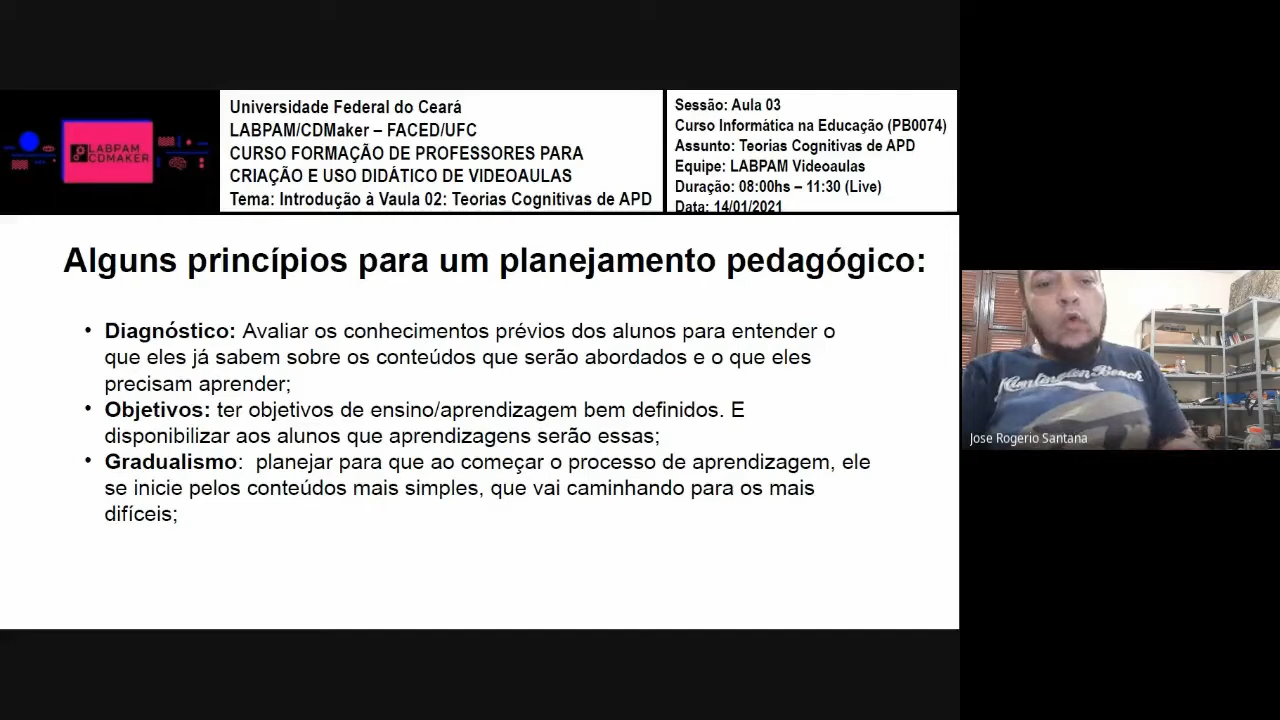 LABPAM
CDMAKER
Universidade Federal do Ceará
LABPAM/CDMaker – FACED/UFC
CURSO FORMAÇÃO DE PROFESSORES PARA
CRIAÇÃO E USO DIDÁTICO DE VIDEOAULAS
Tema: Introdução à Vaula 02: Teorias Cognitivas de APD
Sessão: Aula 03
Curso Informática na Educação (PB0074)
Assunto: Teorias Cognitivas de APD
Equipe: LABPAM Videoaulas
Duração: 08:00hs – 11:30 (Live)
Data: 14/01/2021
Alguns princípios para um planejamento pedagógico:
• Diagnóstico: Avaliar os conhecimentos prévios dos alunos para entender o
que eles já sabem sobre os conteúdos que serão abordados e o que eles
precisam aprender;
• Objetivos: ter objetivos de ensino/aprendizagem bem definidos. E
disponibilizar aos alunos que aprendizagens serão essas;
• Gradualismo:  planejar para que ao começar o processo de aprendizagem, ele
se inicie pelos conteúdos mais simples, que vai caminhando para os mais
difíceis;
Huntington Beach
Jose Rogerio Santana